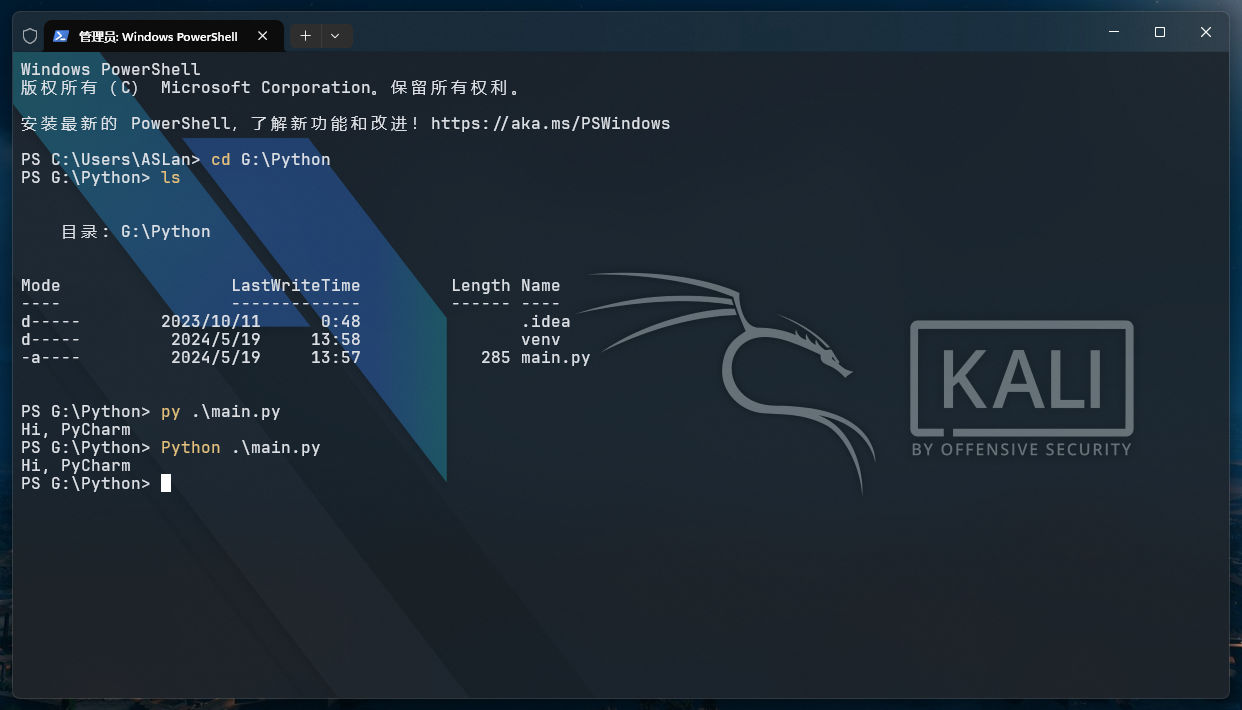 管理员: Windows PowerShell
Windows PowerShell
版权所有 (C) Microsoft Corporation。保留所有权利。
安装最新的 PowerShell，了解新功能和改进！https://aka.ms/PSWindows
PS C:\Users\ASLan> cd G:\Python
PS G:\Python> ls
目录: G:\Python
Mode                 LastWriteTime         Length Name
----                 -------------         ------ ----
d-----        2023/10/11      0:48                .idea
d-----         2024/5/19     13:58                venv
-a----         2024/5/19     13:57            285 main.py
PS G:\Python> py .\main.py
Hi, PyCharm
PS G:\Python> Python .\main.py
Hi, PyCharm
PS G:\Python>
KALI
BY OFFENSIVE SECURITY